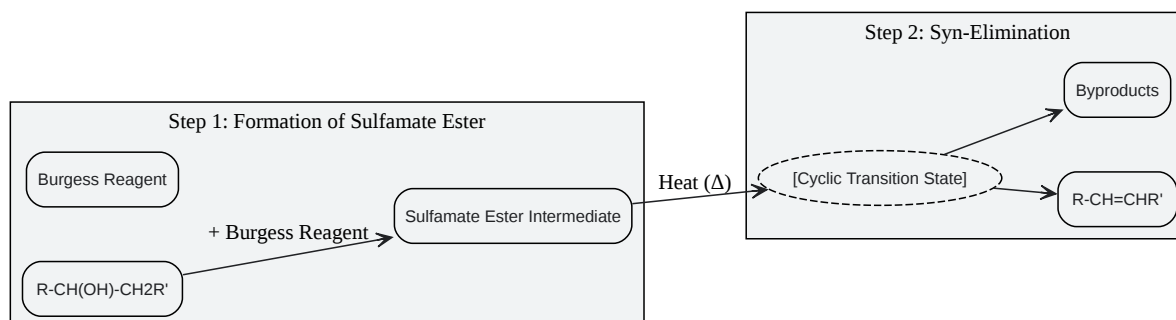 Step 1: Formation of Sulfamate Ester
Burgess Reagent
R-CH(OH)-CH2R'
+ Burgess Reagent
Sulfamate Ester Intermediate
Heat (Δ)
Step 2: Syn-Elimination
[Cyclic Transition State]
Byproducts
R-CH=CHR'